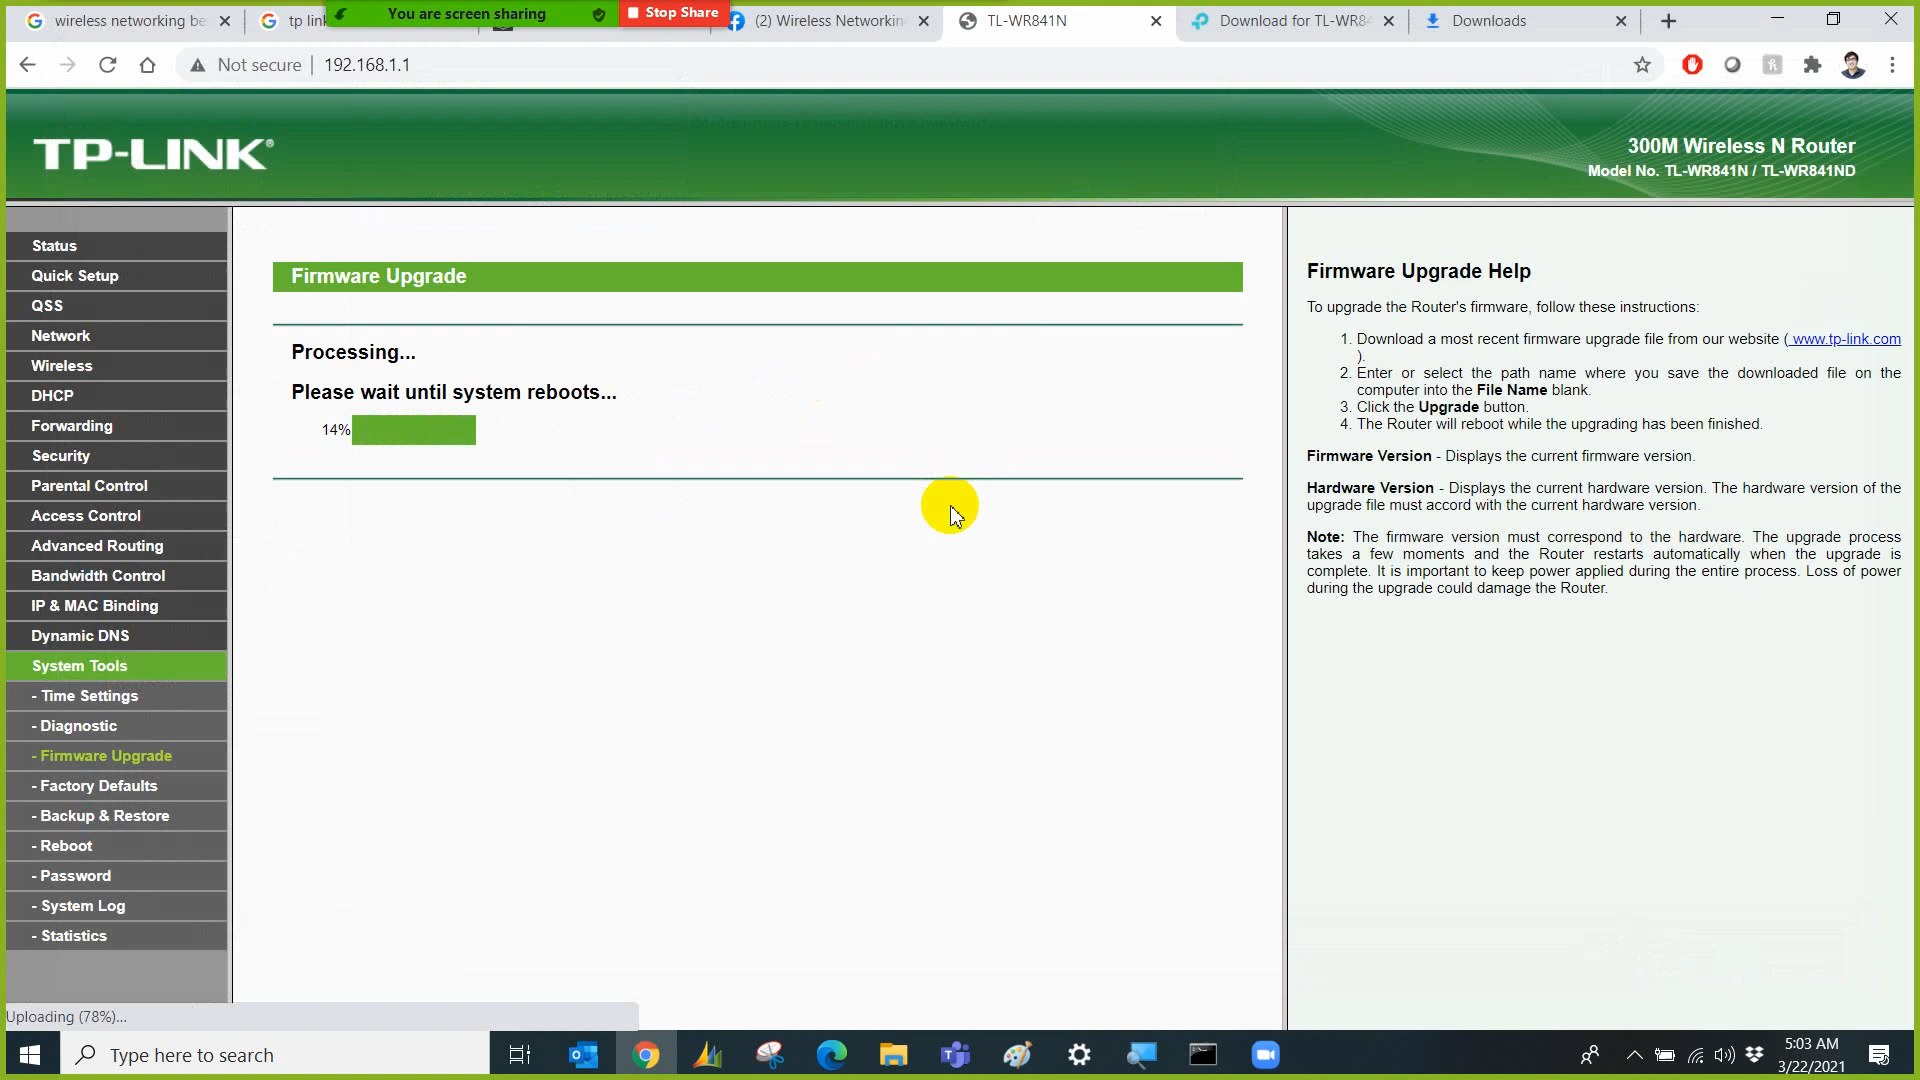 wireless networking be
tp link
You are screen sharing
Stop Share
(2) Wireless Networkin
TL-WR841N
Download for TL-WR84
Downloads
Not secure
192.168.1.1
TP-LINK®
300M Wireless N Router
Model No. TL-WR841N / TL-WR841ND
Status
Quick Setup
QSS
Network
Wireless
DHCP
Forwarding
Security
Parental Control
Access Control
Advanced Routing
Bandwidth Control
IP & MAC Binding
Dynamic DNS
System Tools
- Time Settings
- Diagnostic
- Firmware Upgrade
- Factory Defaults
- Backup & Restore
- Reboot
- Password
- System Log
- Statistics
Firmware Upgrade
Processing...
Please wait until system reboots...
14%
Firmware Upgrade Help
To upgrade the Router's firmware, follow these instructions:
1. Download a most recent firmware upgrade file from our website ( www.tp-link.com
).
2. Enter or select the path name where you save the downloaded file on the
computer into the File Name blank.
3. Click the Upgrade button.
4. The Router will reboot while the upgrading has been finished.
Firmware Version - Displays the current firmware version.
Hardware Version - Displays the current hardware version. The hardware version of the
upgrade file must accord with the current hardware version.
Note: The firmware version must correspond to the hardware. The upgrade process
takes a few moments and the Router restarts automatically when the upgrade is
complete. It is important to keep power applied during the entire process. Loss of power
during the upgrade could damage the Router.
Uploading (78%)...
Type here to search
5:03 AM
3/22/2021